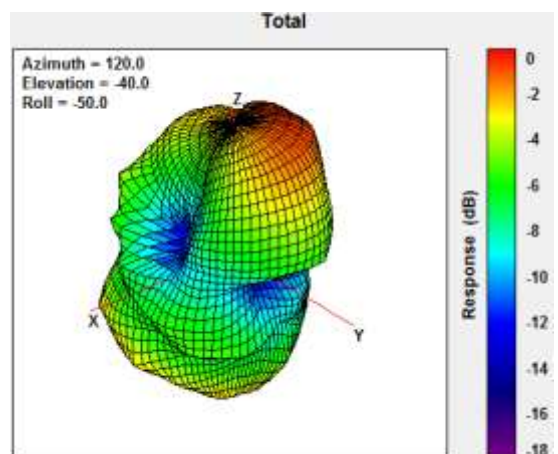 Total
Azimuth = 120.0
Elevation = -40.0
Roll = -50.0
Z
X
Y
0
-2
-4
-6
-8
-10
-12
-14
-16
-18
Response (dB)